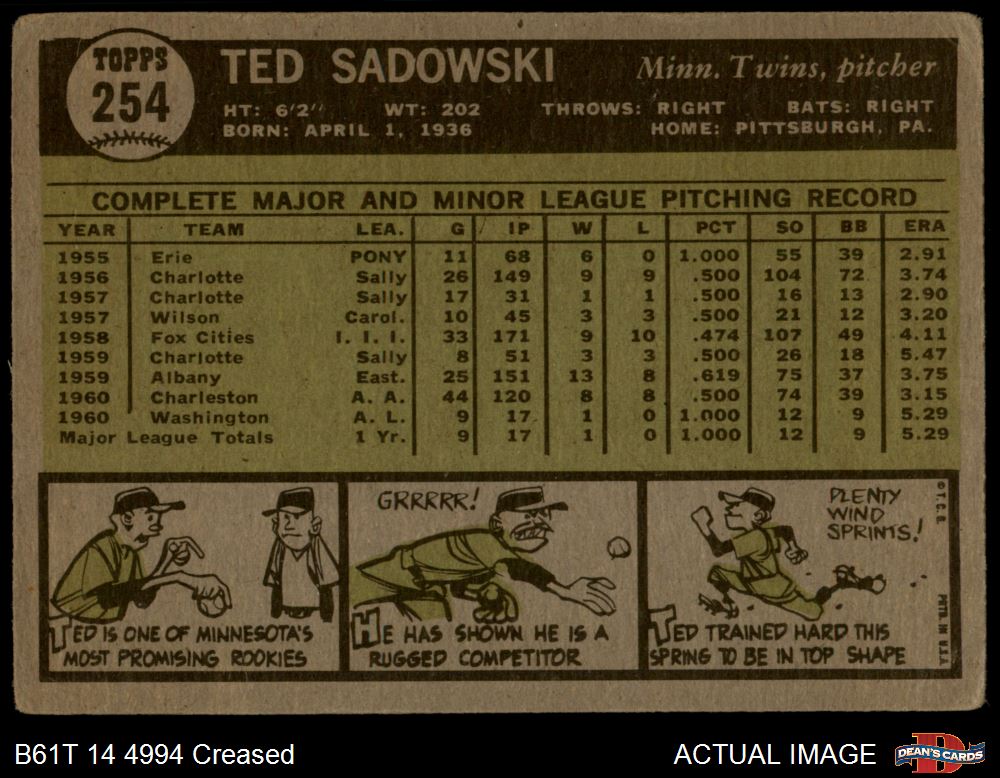 TOPPS
254
TED SADOWSKI Minn. Twins, pitcher
HT: 6'2" WT: 202 THROWS: RIGHT BATS: RIGHT
BORN: APRIL 1, 1936 HOME: PITTSBURGH, PA.
COMPLETE MAJOR AND MINOR LEAGUE PITCHING RECORD
YEAR TEAM LEA. G IP W L PCT SO BB ERA
1955 Erie PONY 11 68 6 0 1.000 55 39 2.91
1956 Charlotte Sally 26 149 9 9 .500 104 72 3.74
1957 Charlotte Sally 17 31 1 1 .500 16 13 2.90
1957 Wilson Carol. 10 45 3 3 .500 21 12 3.20
1958 Fox Cities I. I. I. 33 171 9 10 .474 107 49 4.11
1959 Charlotte Sally 8 51 3 3 .500 26 18 5.47
1959 Albany East. 25 151 13 8 .619 75 37 3.75
1960 Charleston A. A. 44 120 8 8 .500 74 39 3.15
1960 Washington A. L. 9 17 1 0 1.000 12 9 5.29
Major League Totals 1 Yr. 9 17 1 0 1.000 12 9 5.29
TED IS ONE OF MINNESOTA'S
MOST PROMISING ROOKIES
GRRRRR!
HE HAS SHOWN HE IS A
RUGGED COMPETITOR
PLENTY
WIND
SPRINTS!
TED TRAINED HARD THIS
SPRING TO BE IN TOP SHAPE
© T. C. G.
PRTD. IN U.S.A.
B61T 14 4994 Creased ACTUAL IMAGE
DEAN'S CARDS